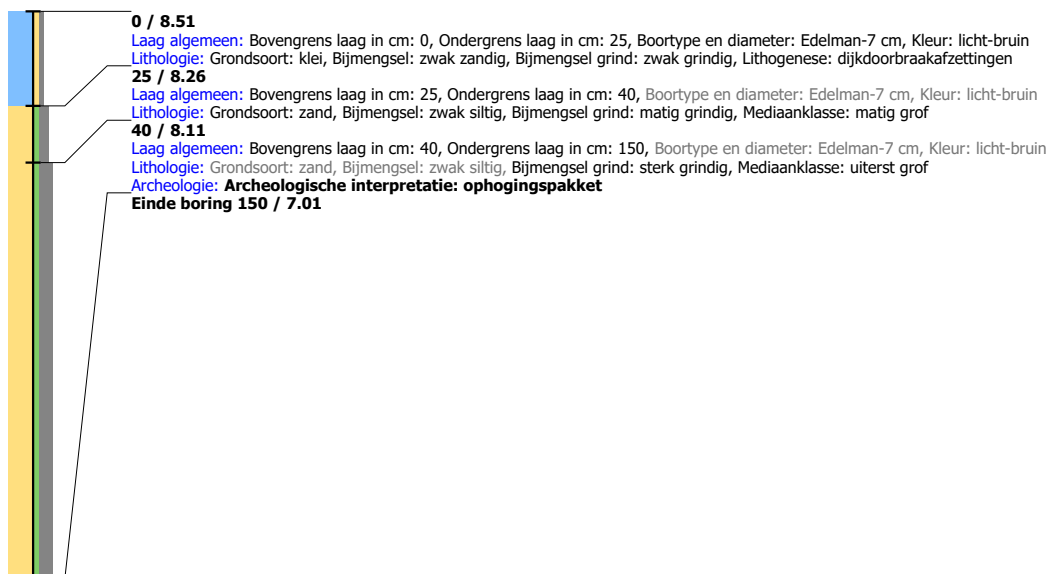 0 / 8.51
Laag algemeen: Bovengrens laag in cm: 0, Ondergrens laag in cm: 25, Boortype en diameter: Edelman-7 cm, Kleur: licht-bruin
Lithologie: Grondsoort: klei, Bijmengsel: zwak zandig, Bijmengsel grind: zwak grindig, Lithogenese: dijkdoorbraakafzettingen
25 / 8.26
Laag algemeen: Bovengrens laag in cm: 25, Ondergrens laag in cm: 40, Boortype en diameter: Edelman-7 cm, Kleur: licht-bruin
Lithologie: Grondsoort: zand, Bijmengsel: zwak siltig, Bijmengsel grind: matig grindig, Mediaanklasse: matig grof
40 / 8.11
Laag algemeen: Bovengrens laag in cm: 40, Ondergrens laag in cm: 150, Boortype en diameter: Edelman-7 cm, Kleur: licht-bruin
Lithologie: Grondsoort: zand, Bijmengsel: zwak siltig, Bijmengsel grind: sterk grindig, Mediaanklasse: uiterst grof
Archeologie: Archeologische interpretatie: ophogingspakket
Einde boring 150 / 7.01